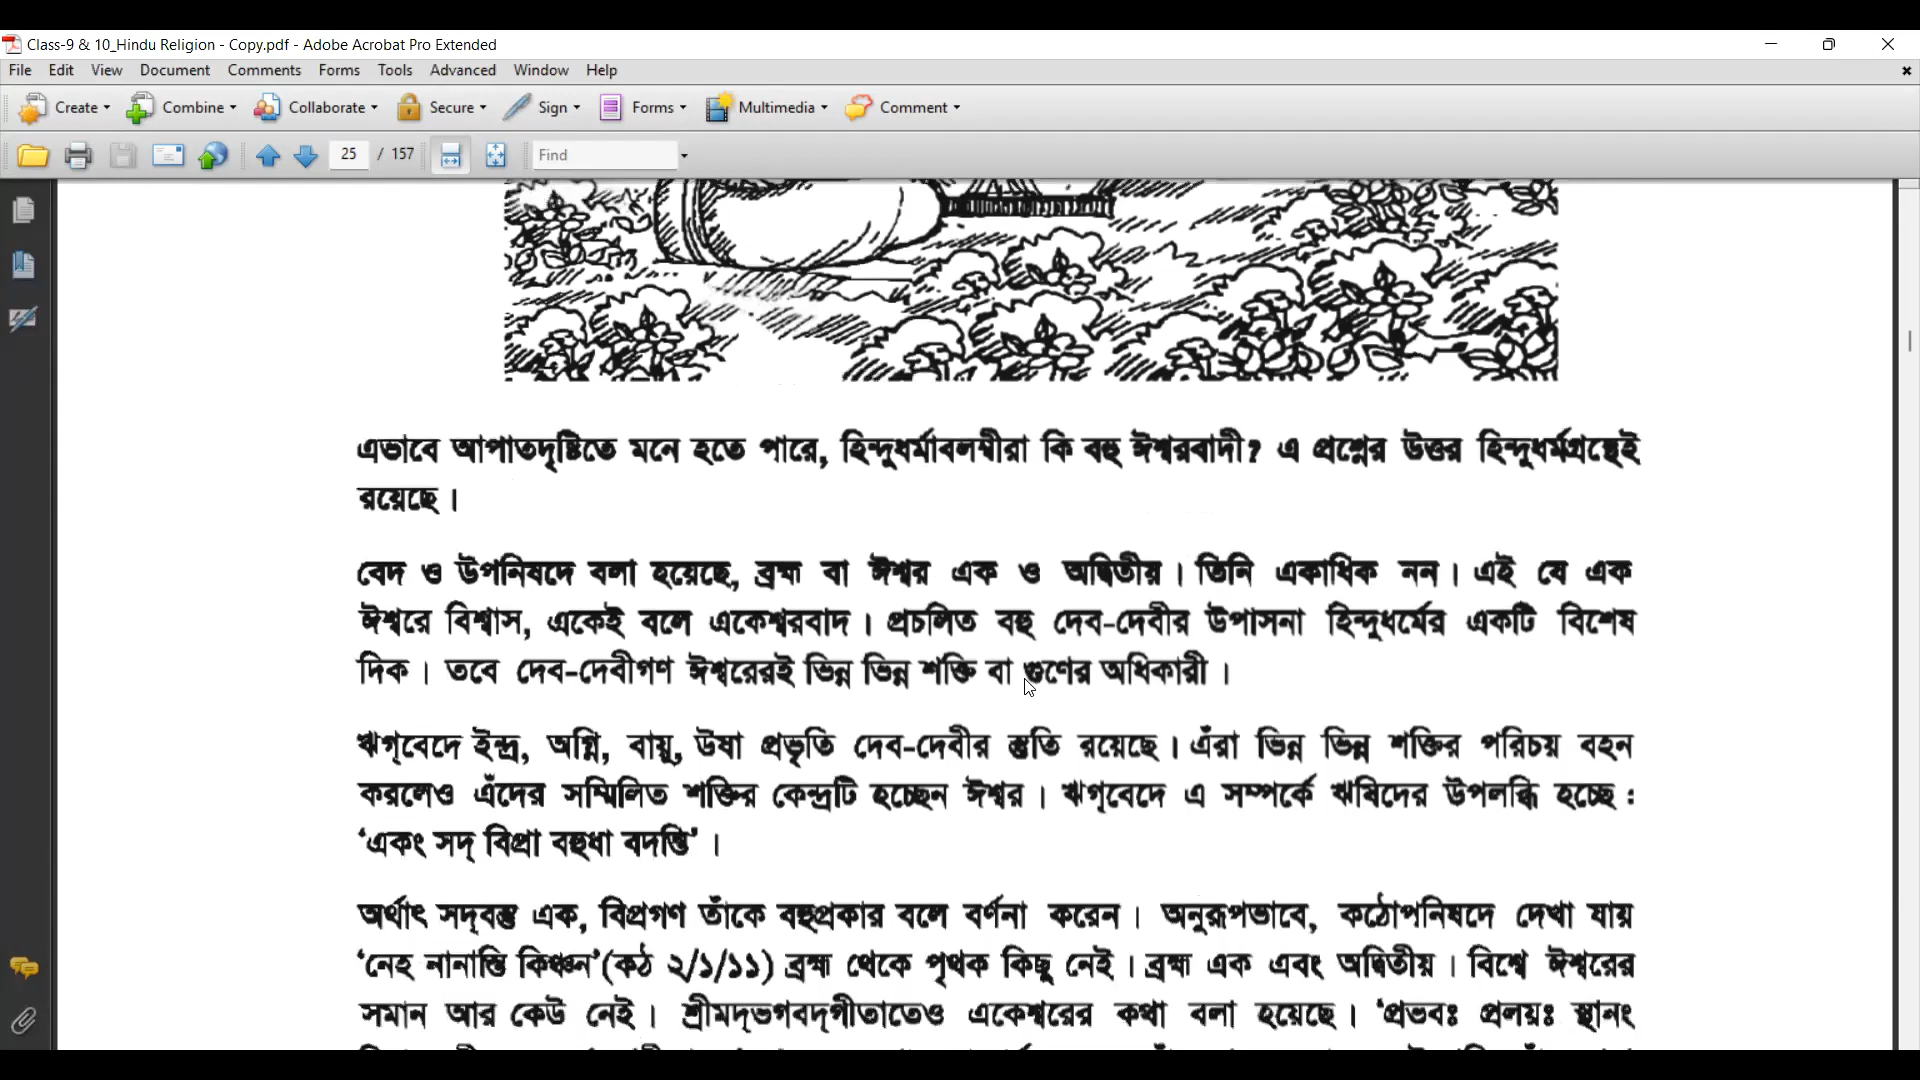 Class-9 & 10_Hindu Religion - Copy.pdf - Adobe Acrobat Pro Extended
File Edit View Document Comments Forms Tools Advanced Window Help
Create Combine Collaborate Secure Sign Forms Multimedia Comment
25 / 157 Find
এভাবে আপাতদৃষ্টিতে মনে হতে পারে, হিন্দুধর্মাবলম্বীরা কি বহু ঈশ্বরবাদী? এ প্রশ্নের উত্তর হিন্দুধর্মগ্রন্থেই
রয়েছে।
বেদ ও উপনিষদে বলা হয়েছে, ব্রহ্ম বা ঈশ্বর এক ও অদ্বিতীয়। তিনি একাধিক নন। এই যে এক
ঈশ্বরে বিশ্বাস, একেই বলে একেশ্বরবাদ। প্রচলিত বহু দেব-দেবীর উপাসনা হিন্দুধর্মের একটি বিশেষ
দিক। তবে দেব-দেবীগণ ঈশ্বরেরই ভিন্ন ভিন্ন শক্তি বা গুণের অধিকারী।
ঋগ্‌বেদে ইন্দ্র, অগ্নি, বায়ু, উষা প্রভৃতি দেব-দেবীর স্তুতি রয়েছে। এঁরা ভিন্ন ভিন্ন শক্তির পরিচয় বহন
করলেও এঁদের সম্মিলিত শক্তির কেন্দ্রটি হচ্ছেন ঈশ্বর। ঋগ্‌বেদে এ সম্পর্কে ঋষিদের উপলব্ধি হচ্ছে :
‘একং সদ্ বিপ্রা বহুধা বদন্তি’।
অর্থাৎ সদ্‌বস্তু এক, বিপ্রগণ তাঁকে বহুপ্রকার বলে বর্ণনা করেন। অনুরূপভাবে, কঠোপনিষদে দেখা যায়
‘নেহ নানাস্তি কিঞ্চন’(কঠ ২/১/১১) ব্রহ্ম থেকে পৃথক কিছু নেই। ব্রহ্ম এক এবং অদ্বিতীয়। বিশ্বে ঈশ্বরের
সমান আর কেউ নেই। শ্রীমদ্‌ভগবদ্‌গীতাতেও একেশ্বরের কথা বলা হয়েছে। ‘প্রভবঃ প্রলয়ঃ স্থানং